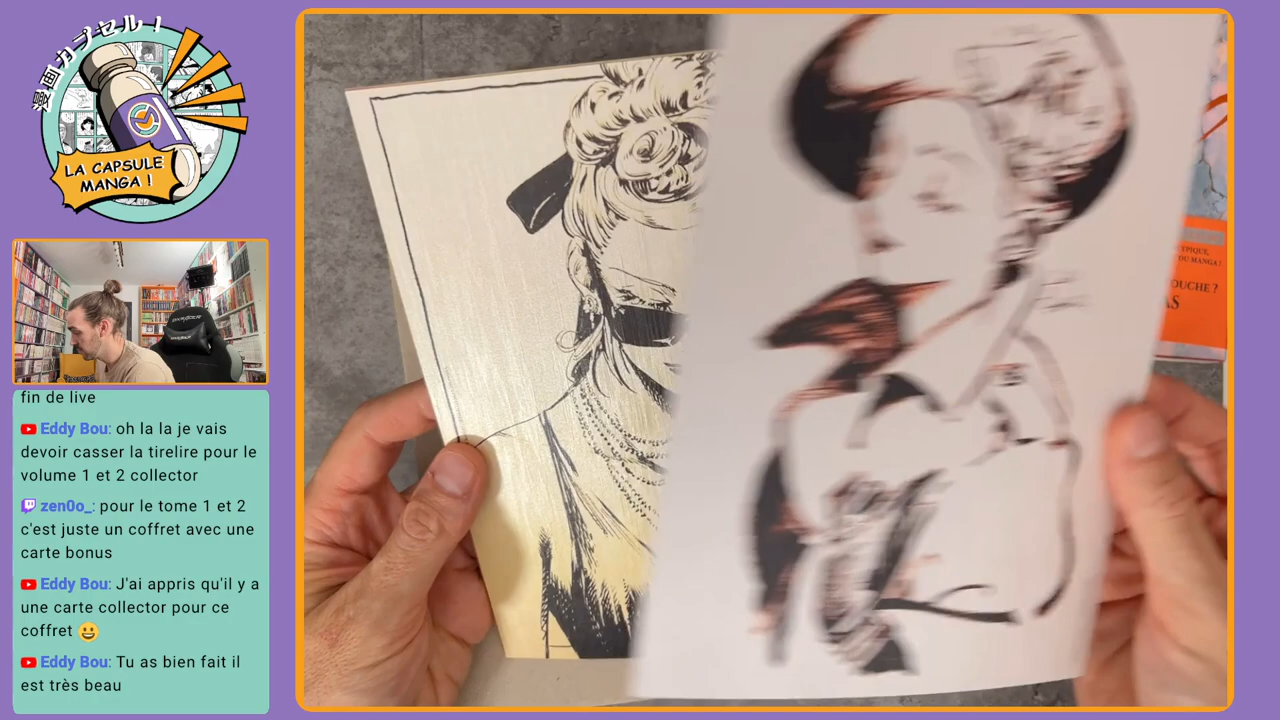 漫画カプセル！
LA CAPSULE
MANGA !
fin de live
Eddy Bou: oh la la je vais
devoir casser la tirelire pour le
volume 1 et 2 collector
zen0o_: pour le tome 1 et 2
c'est juste un coffret avec une
carte bonus
Eddy Bou: J'ai appris qu'il y a
une carte collector pour ce
coffret 😀
Eddy Bou: Tu as bien fait il
est très beau
YPIQUE,
DU MANGA !
OUCHE ?
AS